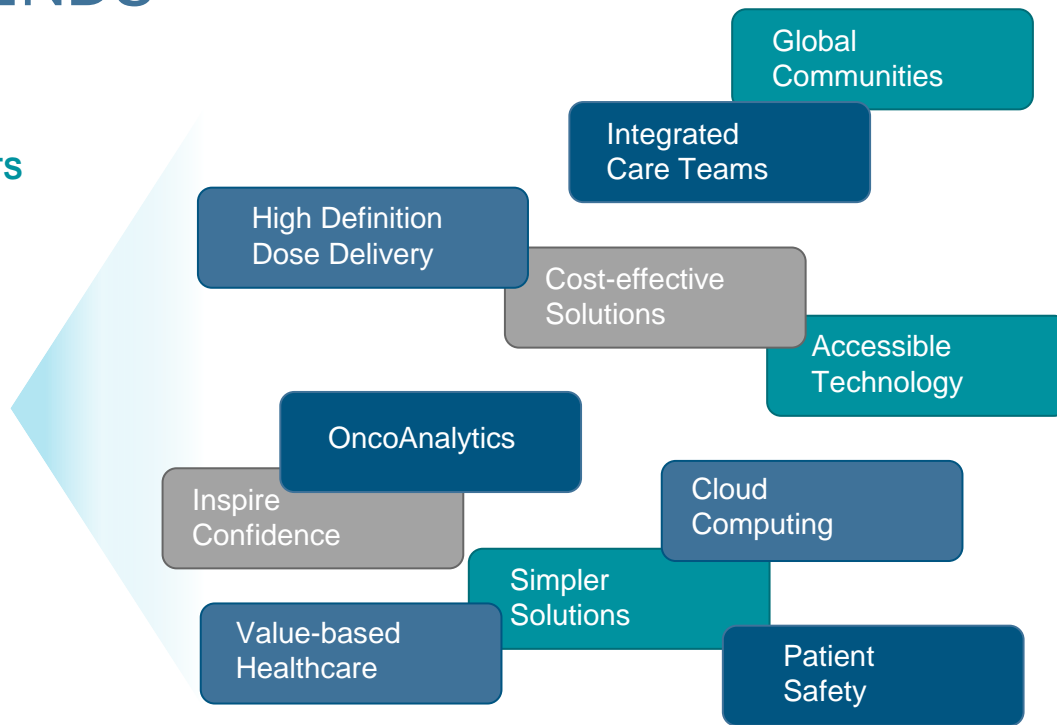 Global
Communities
Integrated
Care Teams
High Definition
Dose Delivery
Cost-effective
Solutions
Accessible
Technology
OncoAnalytics
Cloud
Computing
Inspire
Confidence
Simpler
Solutions
Value-based
Healthcare
Patient
Safety